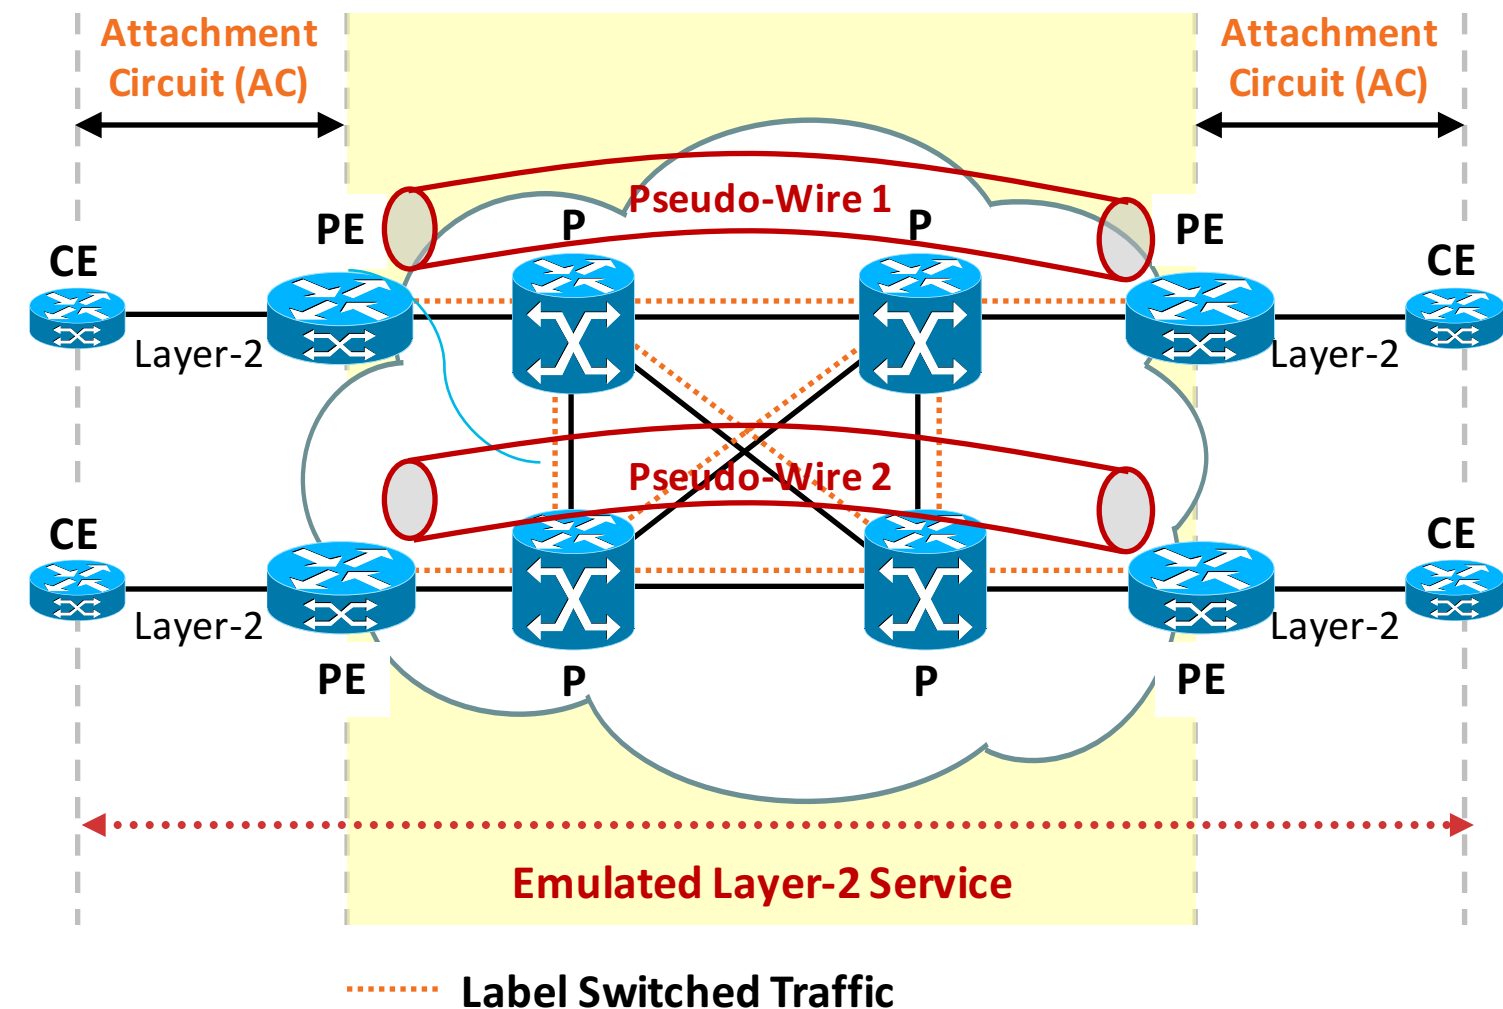 Attachment
Circuit (AC)
Attachment
Circuit (AC)
Pseudo-Wire 1
PE
P
P
PE
CE
CE
Layer-2
Layer-2
Pseudo-Wire 2
CE
CE
Layer-2
Layer-2
PE
P
P
PE
Emulated Layer-2 Service
Label Switched Traffic